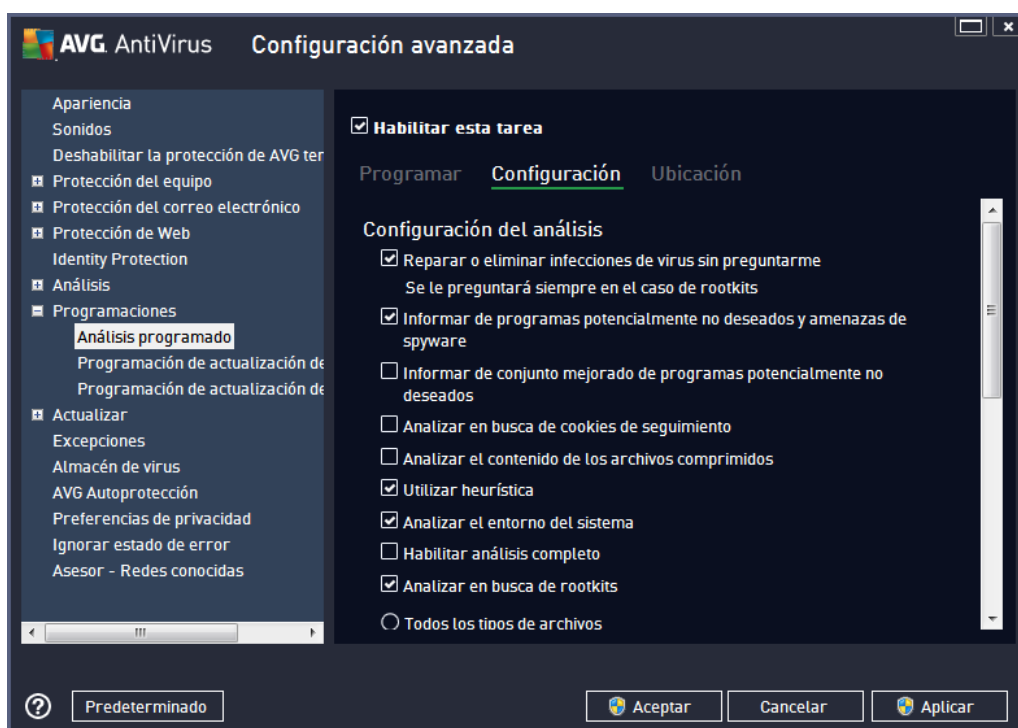 AVG. AntiVirus Configuración avanzada
Apariencia
Sonidos
Deshabilitar la protección de AVG ter
Protección del equipo
Protección del correo electrónico
Protección de Web
Identity Protection
Análisis
Programaciones
Análisis programado
Programación de actualización de
Programación de actualización de
Actualizar
Excepciones
Almacén de virus
AVG Autoprotección
Preferencias de privacidad
Ignorar estado de error
Asesor - Redes conocidas
Habilitar esta tarea
Programar Configuración Ubicación
Configuración del análisis
Reparar o eliminar infecciones de virus sin preguntarme
Se le preguntará siempre en el caso de rootkits
Informar de programas potencialmente no deseados y amenazas de
spyware
Informar de conjunto mejorado de programas potencialmente no
deseados
Analizar en busca de cookies de seguimiento
Analizar el contenido de los archivos comprimidos
Utilizar heurística
Analizar el entorno del sistema
Habilitar análisis completo
Analizar en busca de rootkits
Todos los tipos de archivos
Predeterminado
Aceptar
Cancelar
Aplicar